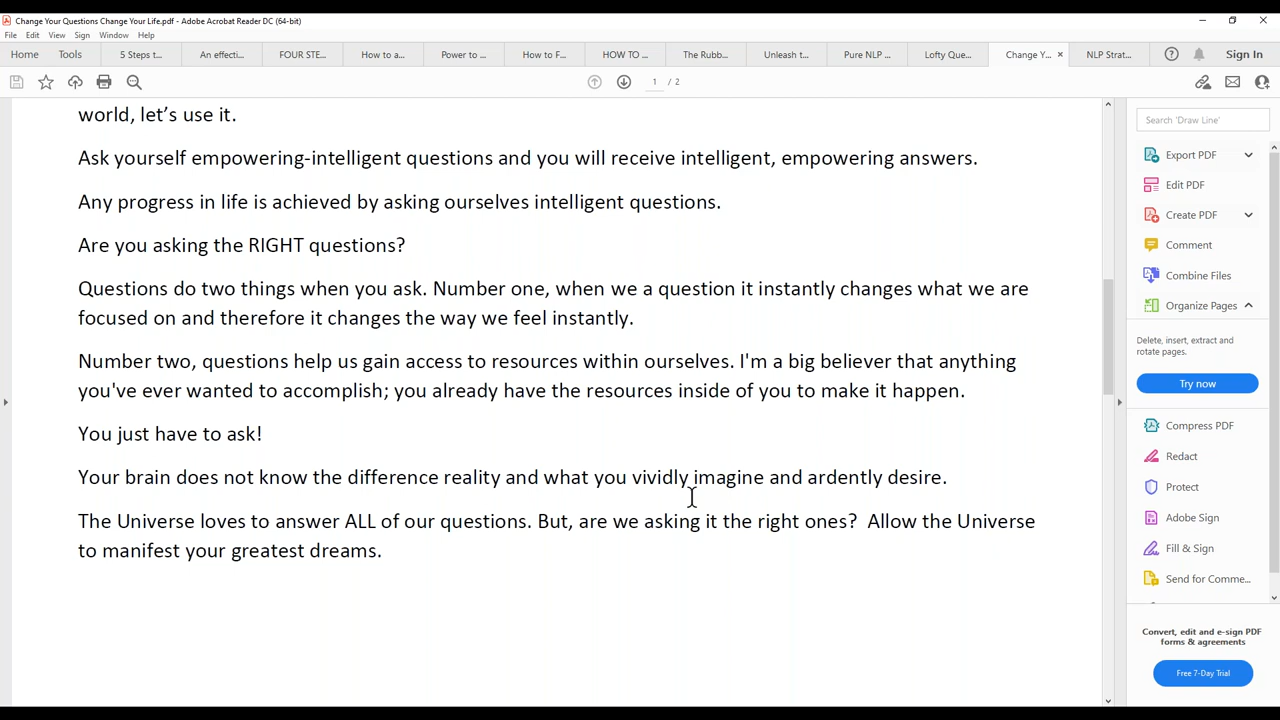 Change Your Questions Change Your Life.pdf - Adobe Acrobat Reader DC (64-bit)
File Edit View Sign Window Help
Home Tools 5 Steps t... An effecti... FOUR STE... How to a... Power to ... How to F... HOW TO ... The Rubb... Unleash t... Pure NLP ... Lofty Que... Change Y... × NLP Strat... Sign In
1 / 2
world, let's use it.
Ask yourself empowering-intelligent questions and you will receive intelligent, empowering answers.
Any progress in life is achieved by asking ourselves intelligent questions.
Are you asking the RIGHT questions?
Questions do two things when you ask. Number one, when we a question it instantly changes what we are
focused on and therefore it changes the way we feel instantly.
Number two, questions help us gain access to resources within ourselves. I'm a big believer that anything
you've ever wanted to accomplish; you already have the resources inside of you to make it happen.
You just have to ask!
Your brain does not know the difference reality and what you vividly imagine and ardently desire.
The Universe loves to answer ALL of our questions. But, are we asking it the right ones?  Allow the Universe
to manifest your greatest dreams.
Search 'Draw Line'
Export PDF
Edit PDF
Create PDF
Comment
Combine Files
Organize Pages
Delete, insert, extract and
rotate pages.
Try now
Compress PDF
Redact
Protect
Adobe Sign
Fill & Sign
Send for Comme...
Convert, edit and e-sign PDF
forms & agreements
Free 7-Day Trial